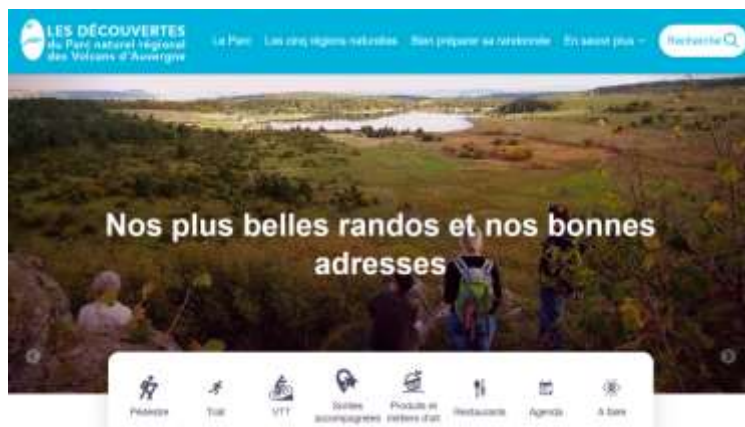 LES DÉCOUVERTES
du Parc naturel régional
des Volcans d'Auvergne
Le Parc Les cinq régions naturelles Bien préparer sa randonnée En savoir plus Recherche
Nos plus belles randos et nos bonnes
adresses
Pédestre Trail VTT Sorties accompagnées Produits et métiers d'art Restaurants Agenda A faire